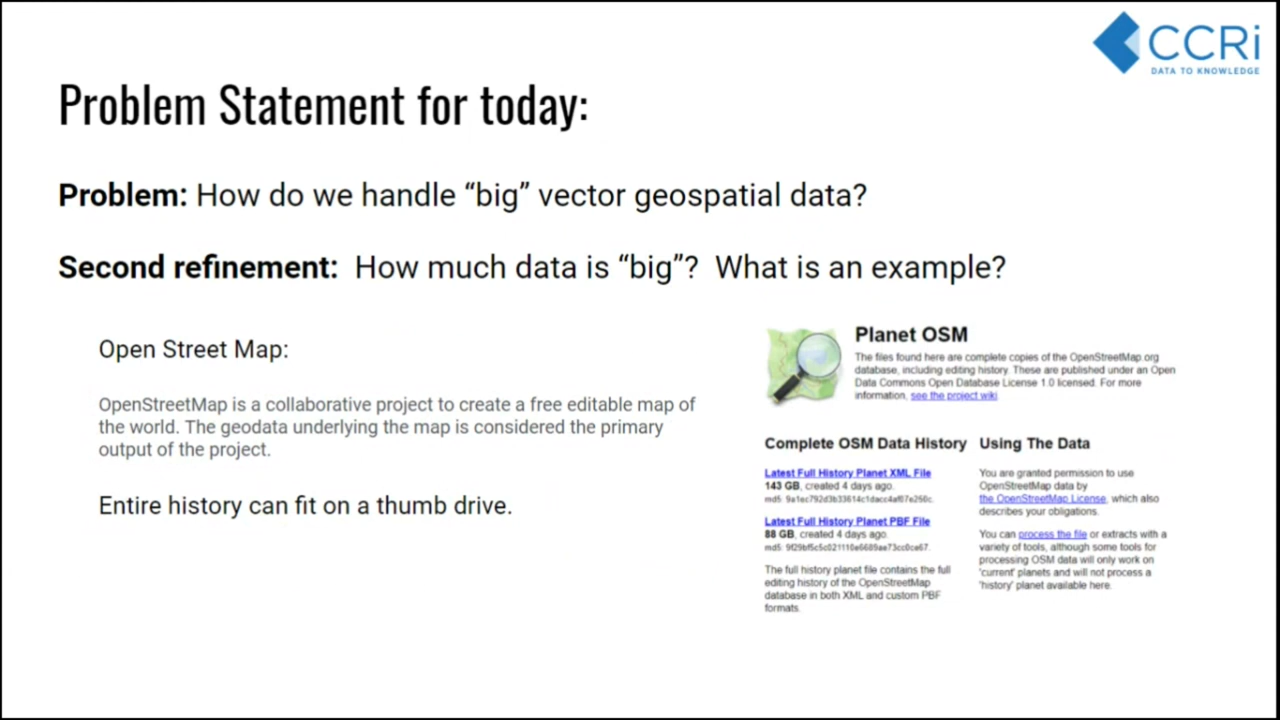 CCRi
DATA TO KNOWLEDGE
Problem Statement for today:
Problem: How do we handle “big” vector geospatial data?
Second refinement: How much data is “big”? What is an example?
Open Street Map:
OpenStreetMap is a collaborative project to create a free editable map of
the world. The geodata underlying the map is considered the primary
output of the project.
Entire history can fit on a thumb drive.
Planet OSM
The files found here are complete copies of the OpenStreetMap.org
database, including editing history. These are published under an Open
Data Commons Open Database License 1.0 licensed. For more
information, see the project wiki.
Complete OSM Data History
Latest Full History Planet XML File
143 GB, created 4 days ago.
md5:
Latest Full History Planet PBF File
88 GB, created 4 days ago.
md5:
The full history planet file contains the full
editing history of the OpenStreetMap
database in both XML and custom PBF
formats.
Using The Data
You are granted permission to use
OpenStreetMap data by
the OpenStreetMap License, which also
describes your obligations.
You can process the file or extracts with a
variety of tools, although some tools for
processing OSM data will only work on
'current' planets and will not process a
'history' planet available here.